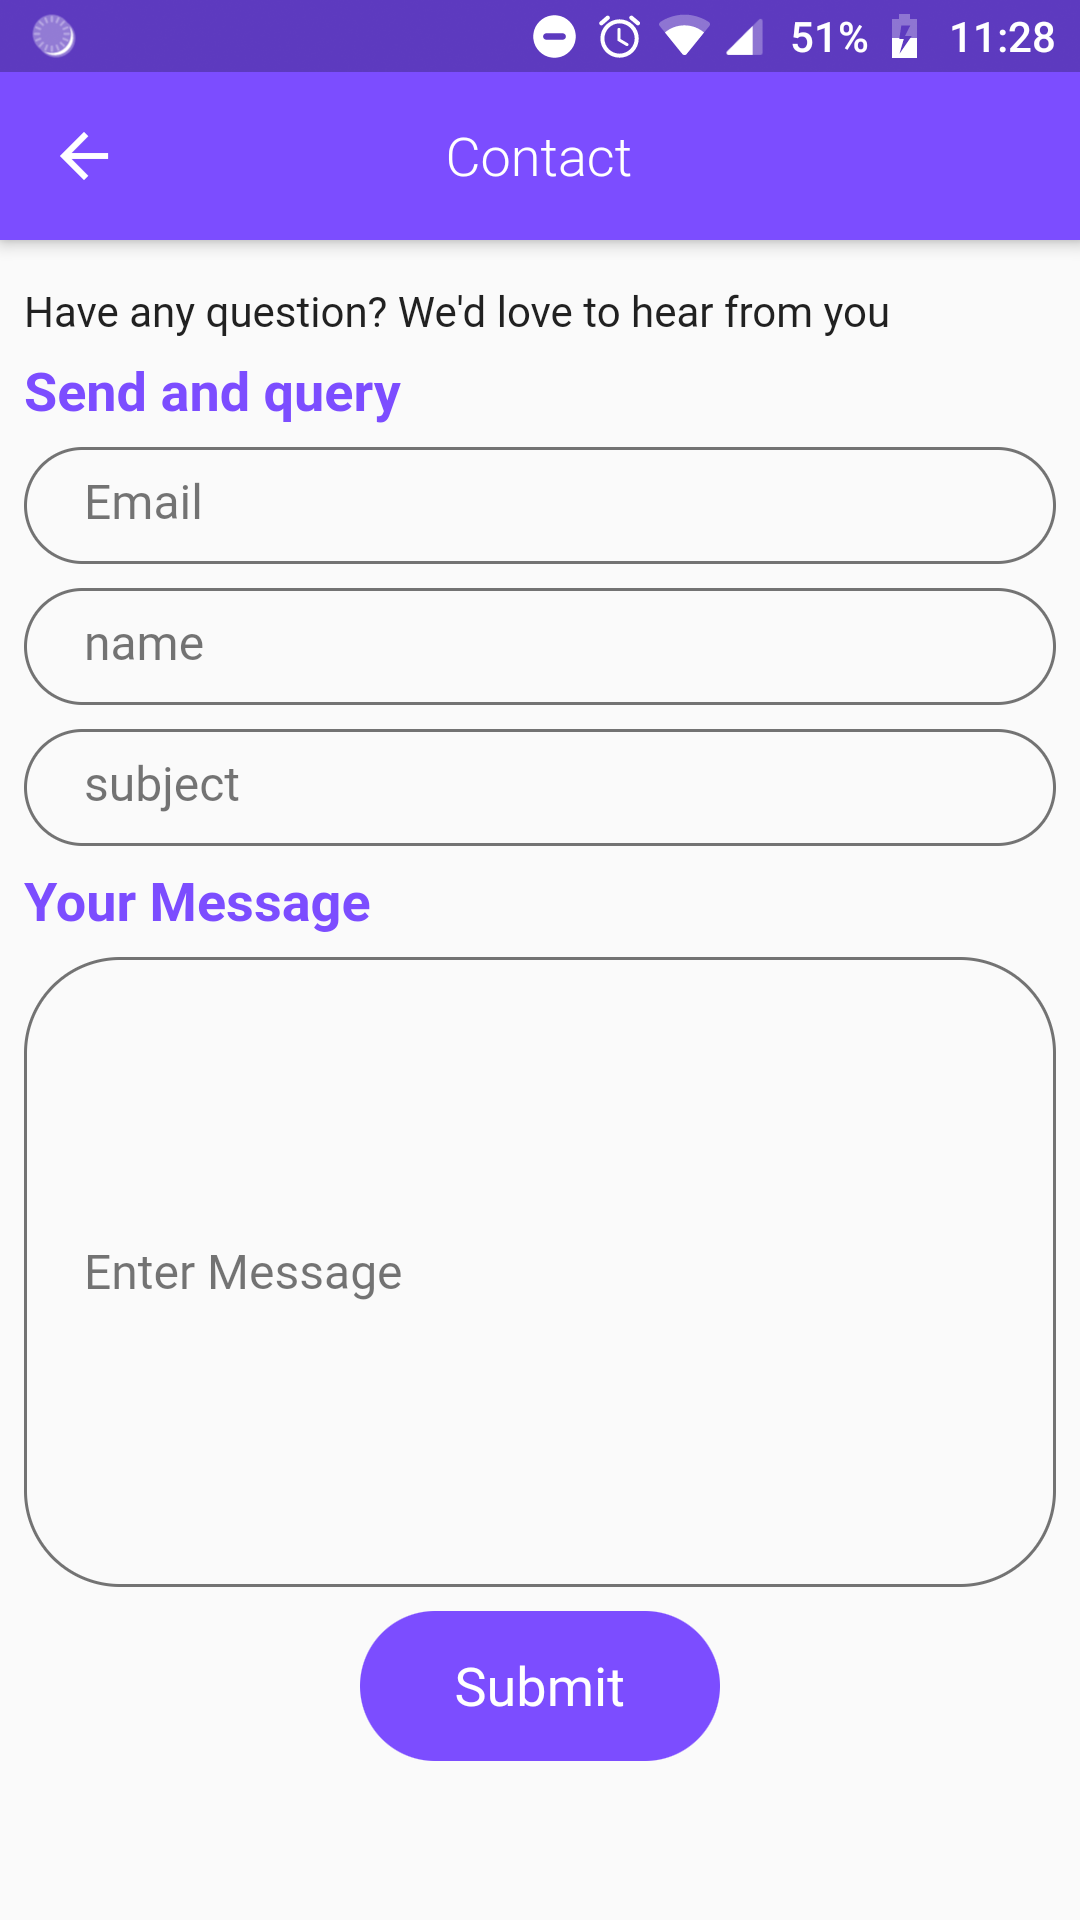 51% 11:28
Contact
Have any question? We'd love to hear from you
Send and query
Email
name
subject
Your Message
Enter Message
Submit